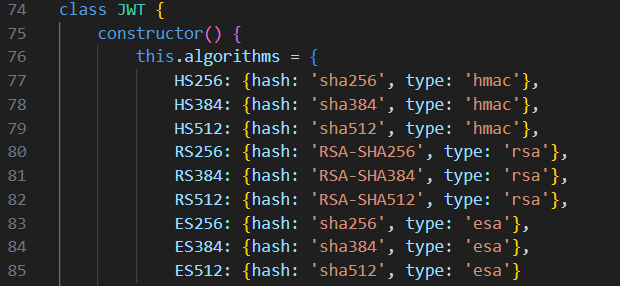 74 class JWT {
75 constructor() {
76 this.algorithms = {
77 HS256: {hash: 'sha256', type: 'hmac'},
78 HS384: {hash: 'sha384', type: 'hmac'},
79 HS512: {hash: 'sha512', type: 'hmac'},
80 RS256: {hash: 'RSA-SHA256', type: 'rsa'},
81 RS384: {hash: 'RSA-SHA384', type: 'rsa'},
82 RS512: {hash: 'RSA-SHA512', type: 'rsa'},
83 ES256: {hash: 'sha256', type: 'esa'},
84 ES384: {hash: 'sha384', type: 'esa'},
85 ES512: {hash: 'sha512', type: 'esa'}